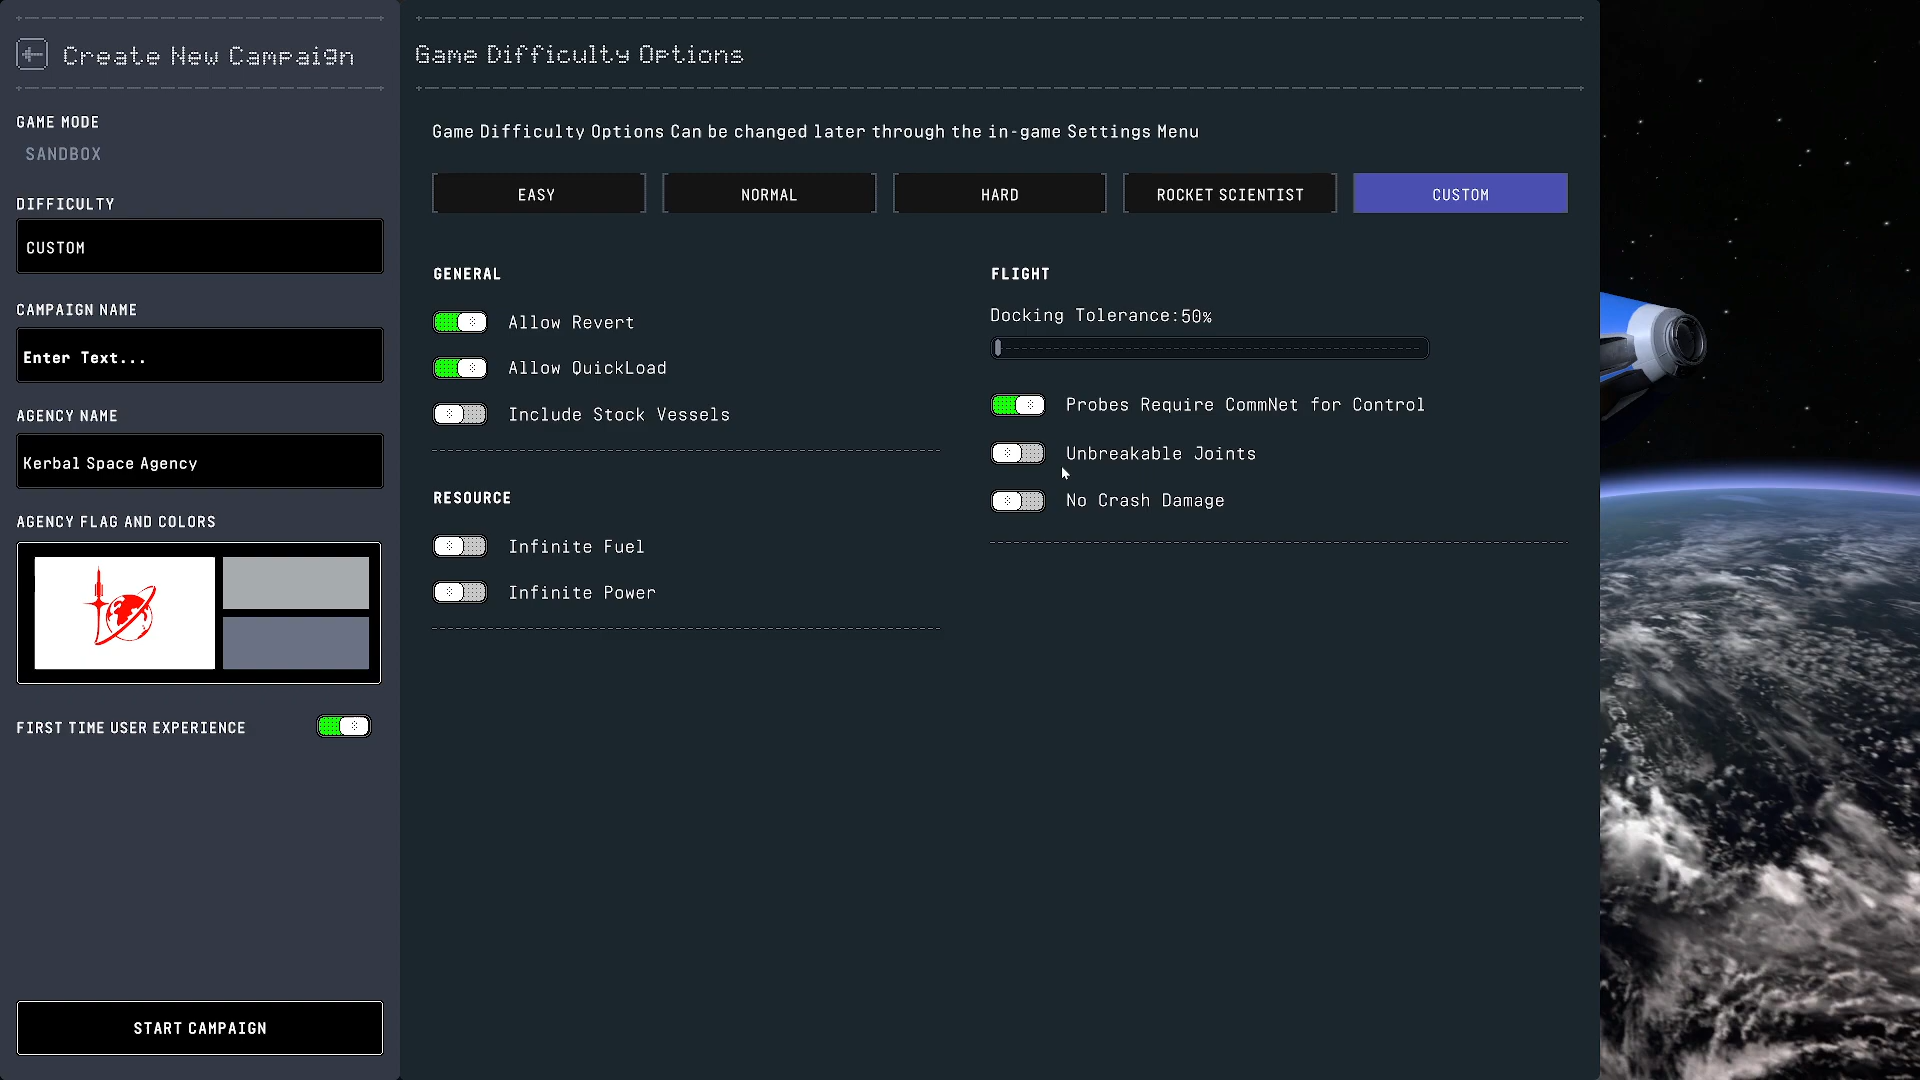 Create New Campaign
GAME MODE
SANDBOX
DIFFICULTY
CUSTOM
CAMPAIGN NAME
Enter Text...
AGENCY NAME
Kerbal Space Agency
AGENCY FLAG AND COLORS
FIRST TIME USER EXPERIENCE
START CAMPAIGN
Game Difficulty Options
Game Difficulty Options Can be changed later through the in-game Settings Menu
EASY NORMAL HARD ROCKET SCIENTIST CUSTOM
GENERAL
Allow Revert
Allow QuickLoad
Include Stock Vessels
RESOURCE
Infinite Fuel
Infinite Power
FLIGHT
Docking Tolerance:50%
Probes Require CommNet for Control
Unbreakable Joints
No Crash Damage